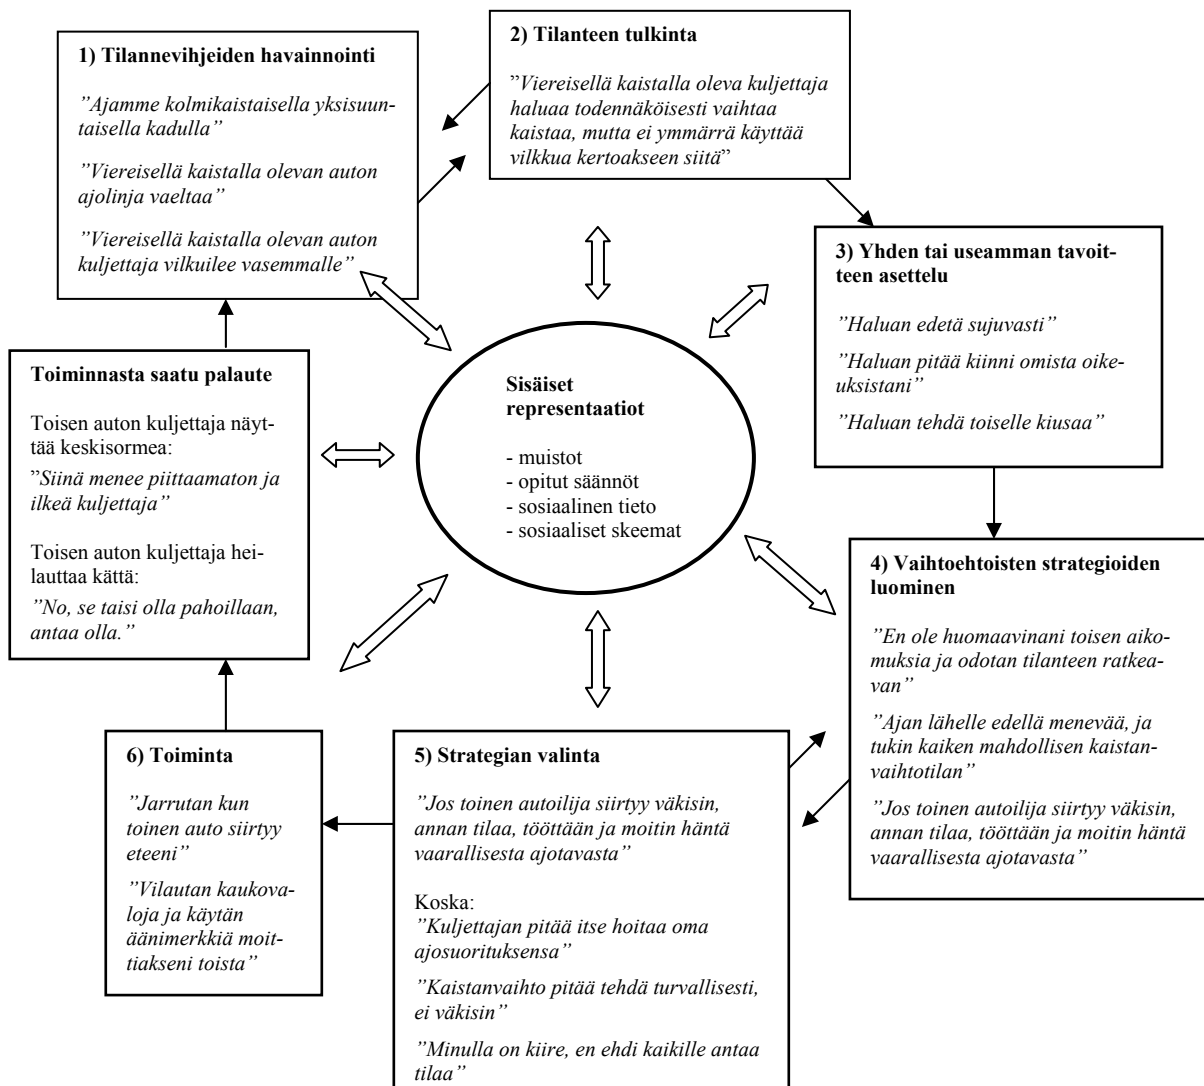 1) Tilannevihjeiden havainnointi
”Ajamme kolmikaistaisella yksisuun-
taisella kadulla”
”Viereisellä kaistalla olevan auton
ajolinja vaeltaa”
”Viereisellä kaistalla olevan auton
kuljettaja vilkuilee vasemmalle”
2) Tilanteen tulkinta
”Viereisellä kaistalla oleva kuljettaja
haluaa todennäköisesti vaihtaa
kaistaa, mutta ei ymmärrä käyttää
vilkkua kertoakseen siitä”
3) Yhden tai useamman tavoit-
teen asettelu
”Haluan edetä sujuvasti”
”Haluan pitää kiinni omista oike-
uksistani”
”Haluan tehdä toiselle kiusaa”
Sisäiset
representaatiot
- muistot
- opitut säännöt
- sosiaalinen tieto
- sosiaaliset skeemat
Toiminnasta saatu palaute
Toisen auton kuljettaja näyt-
tää keskisormea:
”Siinä menee piittaamaton ja
ilkeä kuljettaja”
Toisen auton kuljettaja hei-
lauttaa kättä:
”No, se taisi olla pahoillaan,
antaa olla.”
4) Vaihtoehtoisten strategioiden
luominen
”En ole huomaavinani toisen aiko-
muksia ja odotan tilanteen ratkea-
van”
”Ajan lähelle edellä menevää, ja
tukin kaiken mahdollisen kaistan-
vaihtotilan”
”Jos toinen autoilija siirtyy väkisin,
annan tilaa, tööttään ja moitin häntä
vaarallisesta ajotavasta”
5) Strategian valinta
”Jos toinen autoilija siirtyy väkisin,
annan tilaa, tööttään ja moitin häntä
vaarallisesta ajotavasta”
Koska:
”Kuljettajan pitää itse hoitaa oma
ajosuorituksensa”
”Kaistanvaihto pitää tehdä turvallisesti,
ei väkisin”
”Minulla on kiire, en ehdi kaikille antaa
tilaa”
6) Toiminta
”Jarrutan kun
toinen auto siirtyy
eteeni”
”Vilautan kaukova-
loja ja käytän
äänimerkkiä moit-
tiakseni toista”